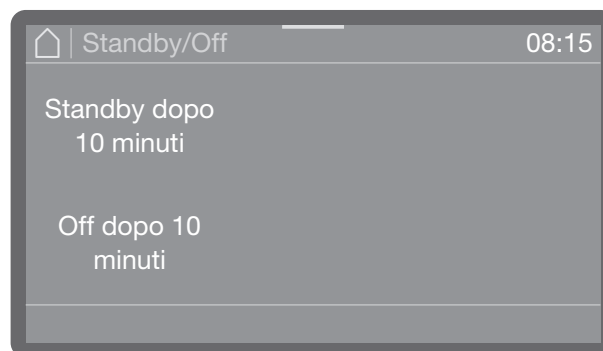 Standby/Off 08:15
Standby dopo
10 minuti
Off dopo 10
minuti